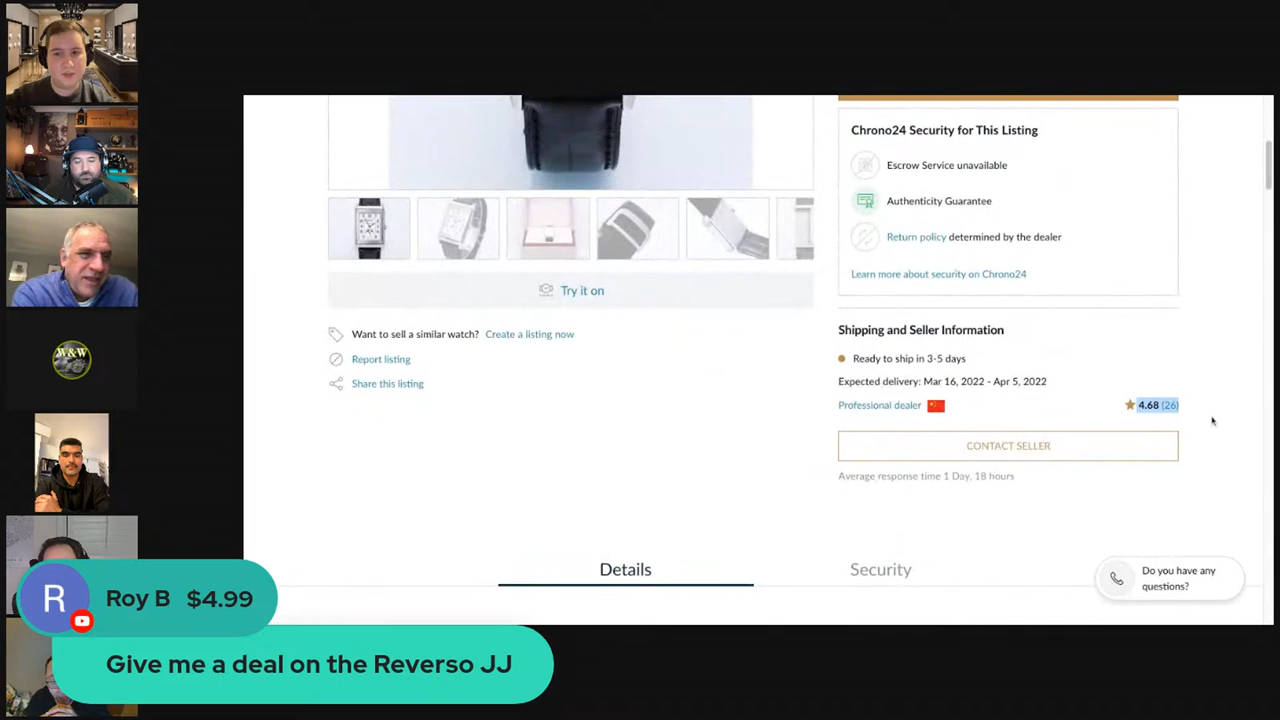 W&W
Chrono24 Security for This Listing
Escrow Service unavailable
Authenticity Guarantee
Return policy determined by the dealer
Learn more about security on Chrono24
Try it on
Want to sell a similar watch? Create a listing now
Report listing
Share this listing
Shipping and Seller Information
Ready to ship in 3-5 days
Expected delivery: Mar 16, 2022 - Apr 5, 2022
Professional dealer
4.68 (26)
CONTACT SELLER
Average response time 1 Day, 18 hours
Details
Security
Do you have any
questions?
R
Roy B $4.99
Give me a deal on the Reverso JJ